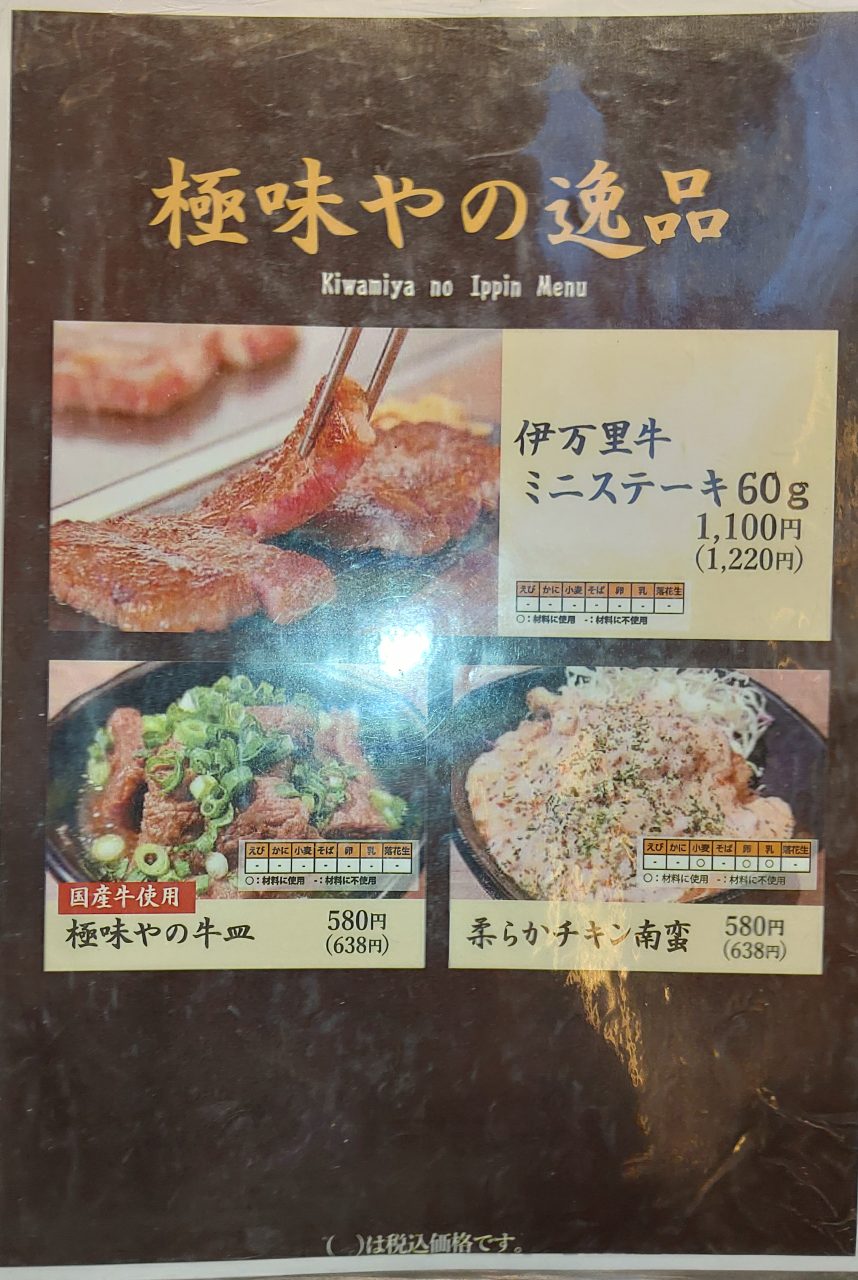 極味やの逸品
Kiwamiya no Ippin Menu
伊万里牛
ミニステーキ60g
1,100円
(1,220円)
えび かに 小麦 そば 卵 乳 落花生
- - - - - - -
○:材料に使用 -:材料に不使用
えび かに 小麦 そば 卵 乳 落花生
- - - - - - -
○:材料に使用 -:材料に不使用
国産牛使用
極味やの牛皿
580円
(638円)
えび かに 小麦 そば 卵 乳 落花生
- - ○ - ○ ○ -
○:材料に使用 -:材料に不使用
柔らかチキン南蛮
580円
(638円)
( )は税込価格です。